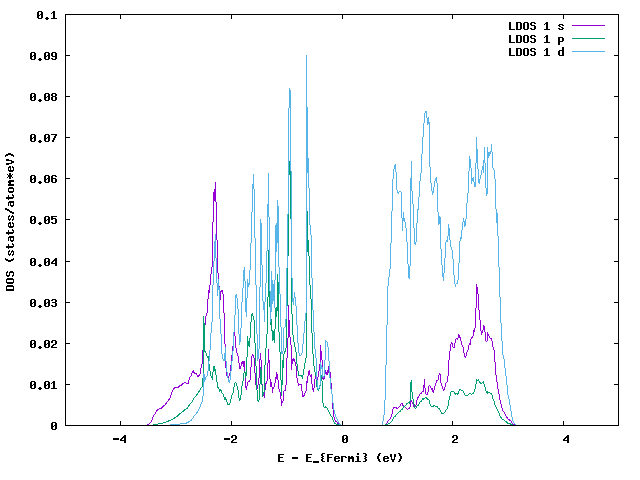 0.1
0.09
0.08
0.07
0.06
0.05
0.04
0.03
0.02
0.01
0
DOS (states/atom*eV)
LDOS 1 s
LDOS 1 p
LDOS 1 d
-4 -2 0 2 4
E - E_{Fermi} (eV)